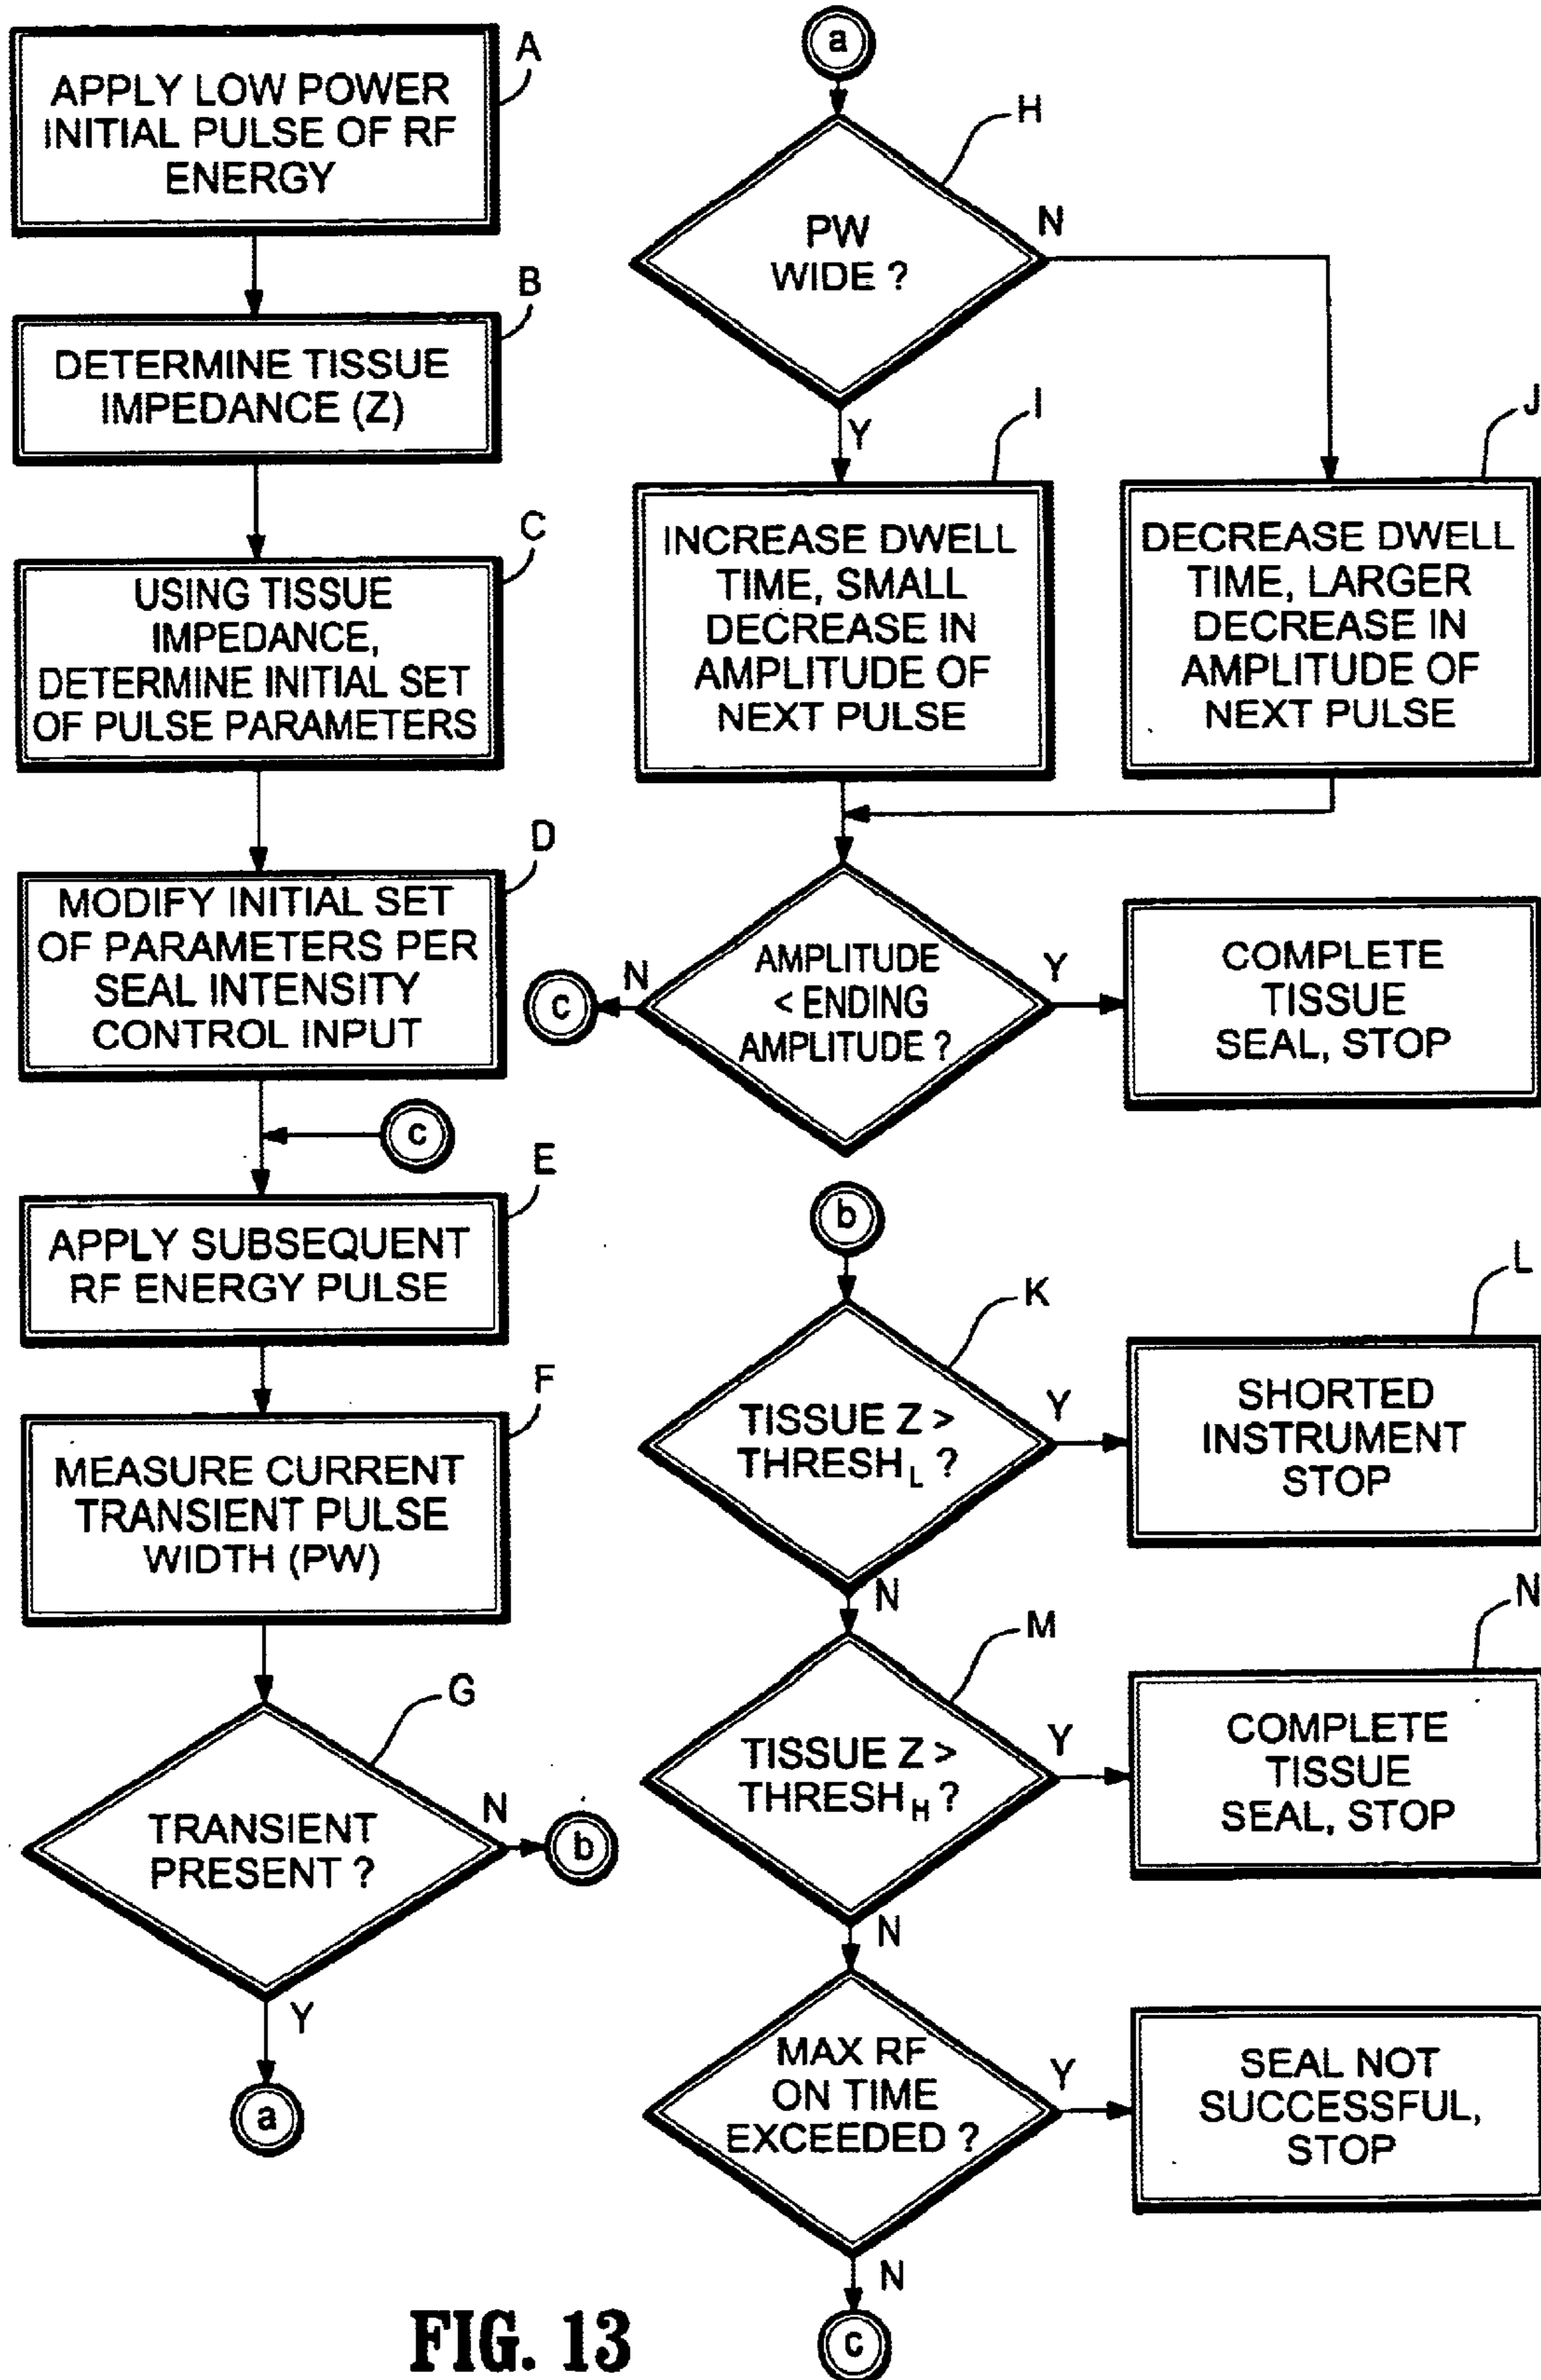 A
APPLY LOW POWER
INITIAL PULSE OF RF
ENERGY
B
DETERMINE TISSUE
IMPEDANCE (Z)
C
USING TISSUE
IMPEDANCE,
DETERMINE INITIAL SET
OF PULSE PARAMETERS
D
MODIFY INITIAL SET
OF PARAMETERS PER
SEAL INTENSITY
CONTROL INPUT
c
E
APPLY SUBSEQUENT
RF ENERGY PULSE
F
MEASURE CURRENT
TRANSIENT PULSE
WIDTH (PW)
G
TRANSIENT
PRESENT ?
N
b
Y
a
a
H
PW
WIDE ?
N
Y
I
INCREASE DWELL
TIME, SMALL
DECREASE IN
AMPLITUDE OF
NEXT PULSE
J
DECREASE DWELL
TIME, LARGER
DECREASE IN
AMPLITUDE OF
NEXT PULSE
AMPLITUDE
< ENDING
AMPLITUDE ?
N
c
Y
COMPLETE
TISSUE
SEAL, STOP
b
K
TISSUE Z >
THRESH L ?
Y
L
SHORTED
INSTRUMENT
STOP
N
M
TISSUE Z >
THRESH H ?
Y
N
COMPLETE
TISSUE
SEAL, STOP
N
MAX RF
ON TIME
EXCEEDED ?
Y
SEAL NOT
SUCCESSFUL,
STOP
N
c
FIG. 13